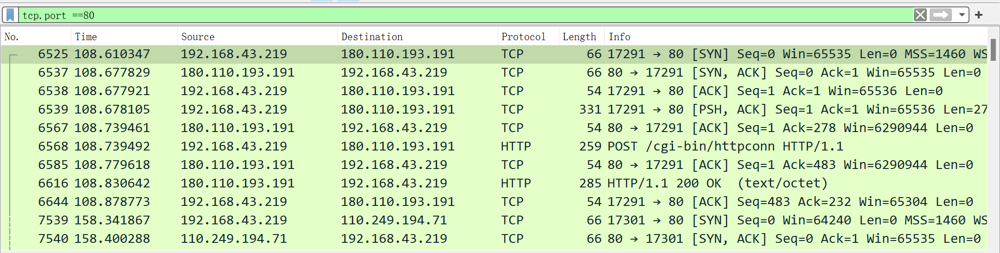 tcp.port ==80
No. Time Source Destination Protocol Length Info
6525 108.610347 192.168.43.219 180.110.193.191 TCP 66 17291 → 80 [SYN] Seq=0 Win=65535 Len=0 MSS=1460 WS
6537 108.677829 180.110.193.191 192.168.43.219 TCP 66 80 → 17291 [SYN, ACK] Seq=0 Ack=1 Win=65535 Len=0
6538 108.677921 192.168.43.219 180.110.193.191 TCP 54 17291 → 80 [ACK] Seq=1 Ack=1 Win=65536 Len=0
6539 108.678105 192.168.43.219 180.110.193.191 TCP 331 17291 → 80 [PSH, ACK] Seq=1 Ack=1 Win=65536 Len=27
6567 108.739461 180.110.193.191 192.168.43.219 TCP 54 80 → 17291 [ACK] Seq=1 Ack=278 Win=6290944 Len=0
6568 108.739492 192.168.43.219 180.110.193.191 HTTP 259 POST /cgi-bin/httpconn HTTP/1.1
6585 108.779618 180.110.193.191 192.168.43.219 TCP 54 80 → 17291 [ACK] Seq=1 Ack=483 Win=6290944 Len=0
6616 108.830642 180.110.193.191 192.168.43.219 HTTP 285 HTTP/1.1 200 OK (text/octet)
6644 108.878773 192.168.43.219 180.110.193.191 TCP 54 17291 → 80 [ACK] Seq=483 Ack=232 Win=65304 Len=0
7539 158.341867 192.168.43.219 110.249.194.71 TCP 66 17301 → 80 [SYN] Seq=0 Win=64240 Len=0 MSS=1460 WS
7540 158.400288 110.249.194.71 192.168.43.219 TCP 66 80 → 17301 [SYN, ACK] Seq=0 Ack=1 Win=65535 Len=0